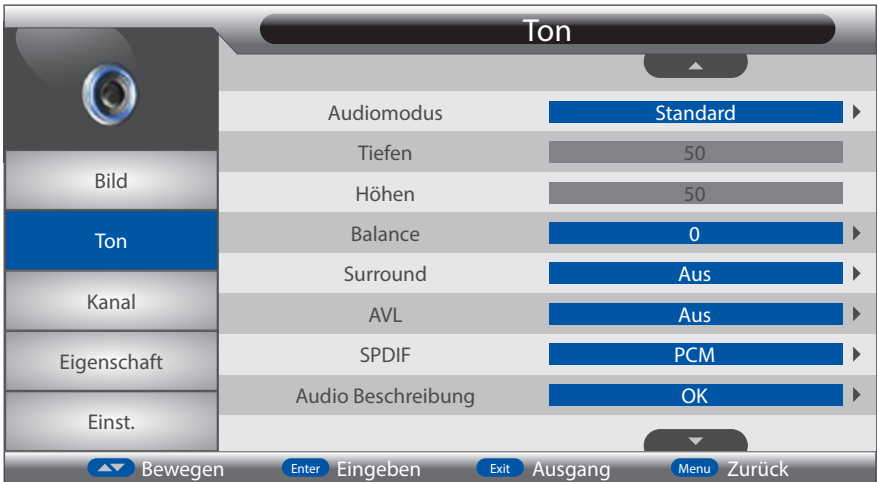 Ton
Audiomodus Standard
Tiefen 50
Höhen 50
Balance 0
Surround Aus
AVL Aus
SPDIF PCM
Audio Beschreibung OK
Bild
Ton
Kanal
Eigenschaft
Einst.
Bewegen Enter Eingeben Exit Ausgang Menu Zurück